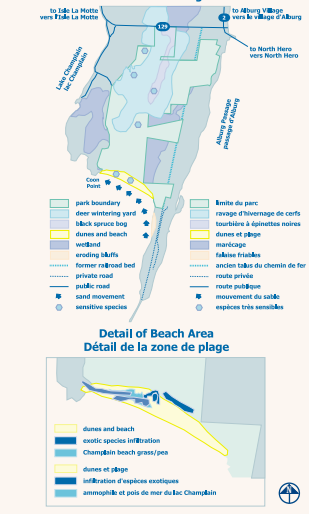 to Isle La Motte
vers l'Isle La Motte
to Alburg Village
vers le village d'Alburg
129
2
to North Hero
vers North Hero
Lake Champlain
lac Champlain
Alburg Passage
passage d'Alburg
Coon
Point
park boundary
deer wintering yard
black spruce bog
dunes and beach
wetland
eroding bluffs
former railroad bed
private road
public road
sand movement
sensitive species
limite du parc
ravage d'hivernage de cerfs
tourbière à épinettes noires
dunes et plage
marécage
falaise friables
ancien talus du chemin de fer
route privée
route publique
mouvement du sable
espèces très sensibles
Detail of Beach Area
Détail de la zone de plage
dunes and beach
exotic species infiltration
Champlain beach grass/pea
dunes et plage
infiltration d'espèces exotiques
ammophile et pois de mer du lac Champlain